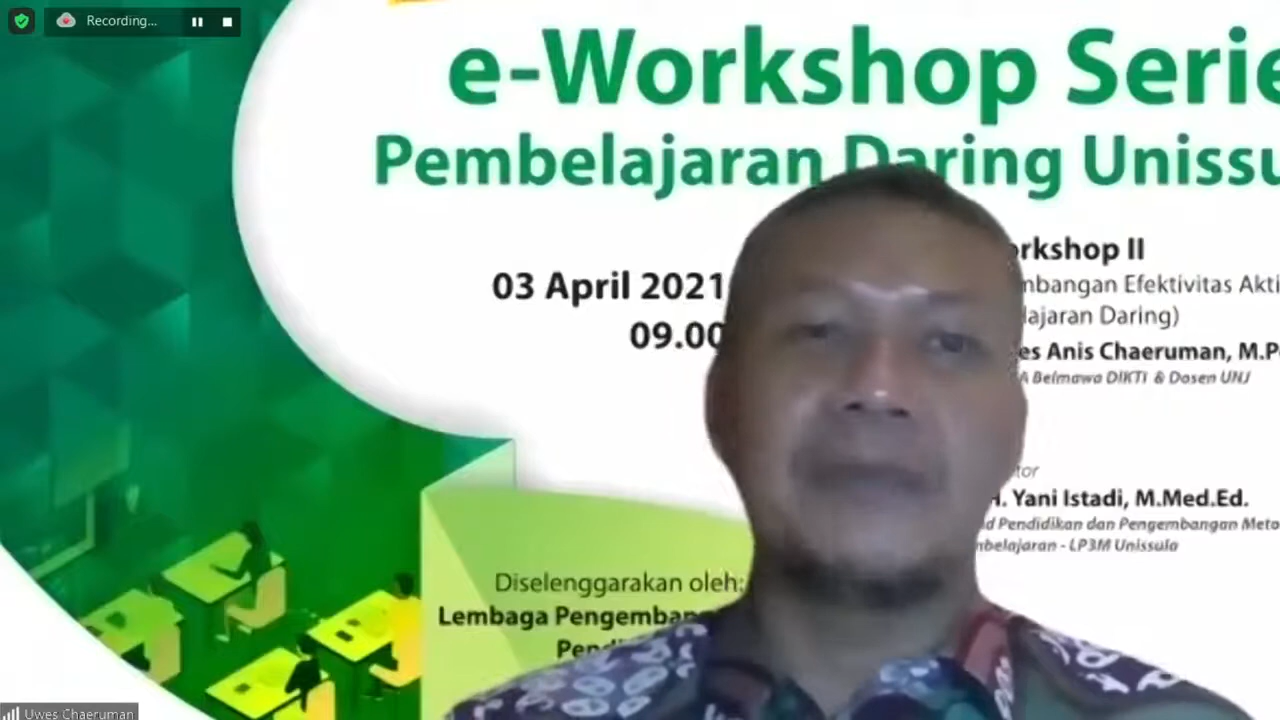 Recording...
e-Workshop Serie
Pembelajaran Daring Unissu
03 April 2021
09.00
orkshop II
mbangan Efektivitas Akti
lajaran Daring)
es Anis Chaeruman, M.P
A Belmawa DIKTI & Dosen UNJ
tor
H. Yani Istadi, M.Med.Ed.
d Pendidikan dan Pengembangan Meto
mbelajaran - LP3M Unissula
Diselenggarakan oleh:
Lembaga Pengemban
Pend
Uwes Chaeruman